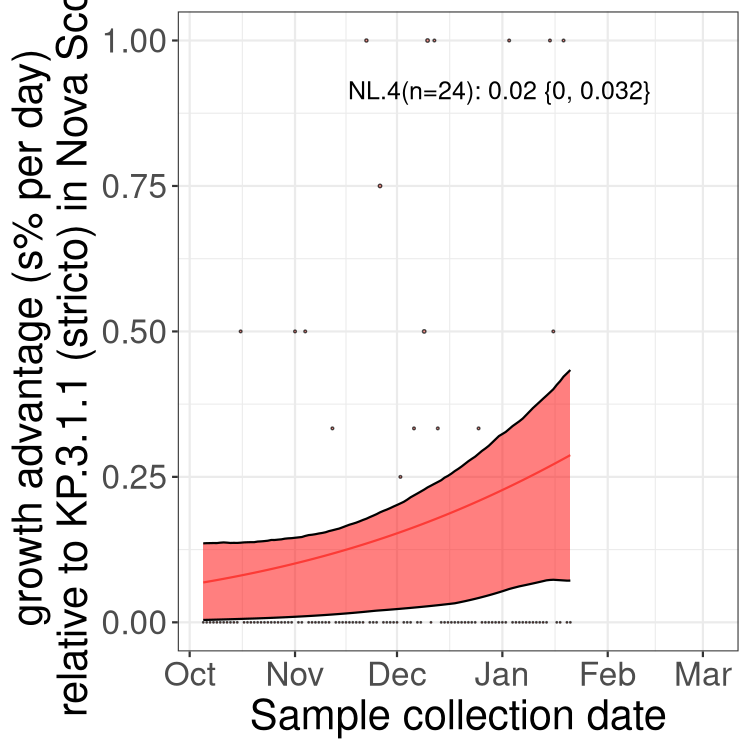 growth advantage (s% per day)
relative to KP.3.1.1 (stricto) in Nova Sco
1.00
0.75
0.50
0.25
0.00
NL.4(n=24): 0.02 {0, 0.032}
Oct Nov Dec Jan Feb Mar
Sample collection date